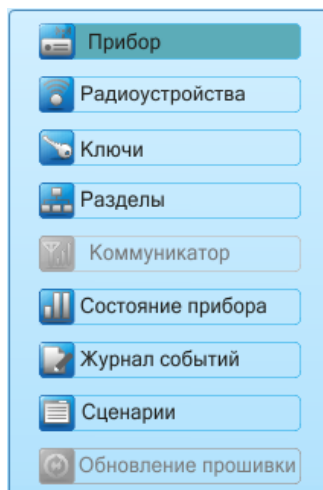 Прибор
Радиоустройства
Ключи
Разделы
Коммуникатор
Состояние прибора
Журнал событий
Сценарии
Обновление прошивки